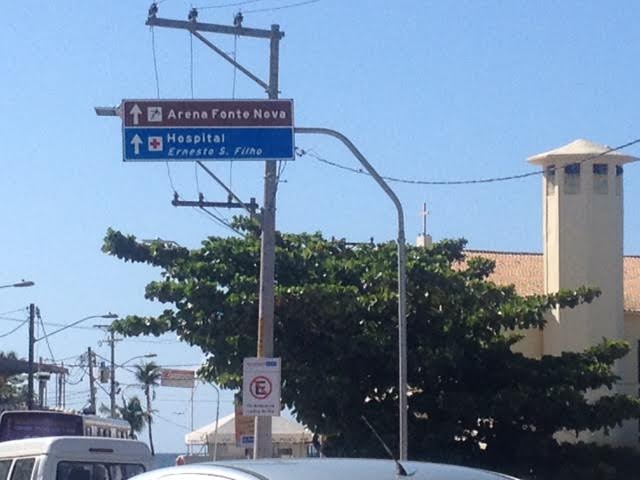 Arena Fonte Nova
Hospital
Ernesto S. Filho
E